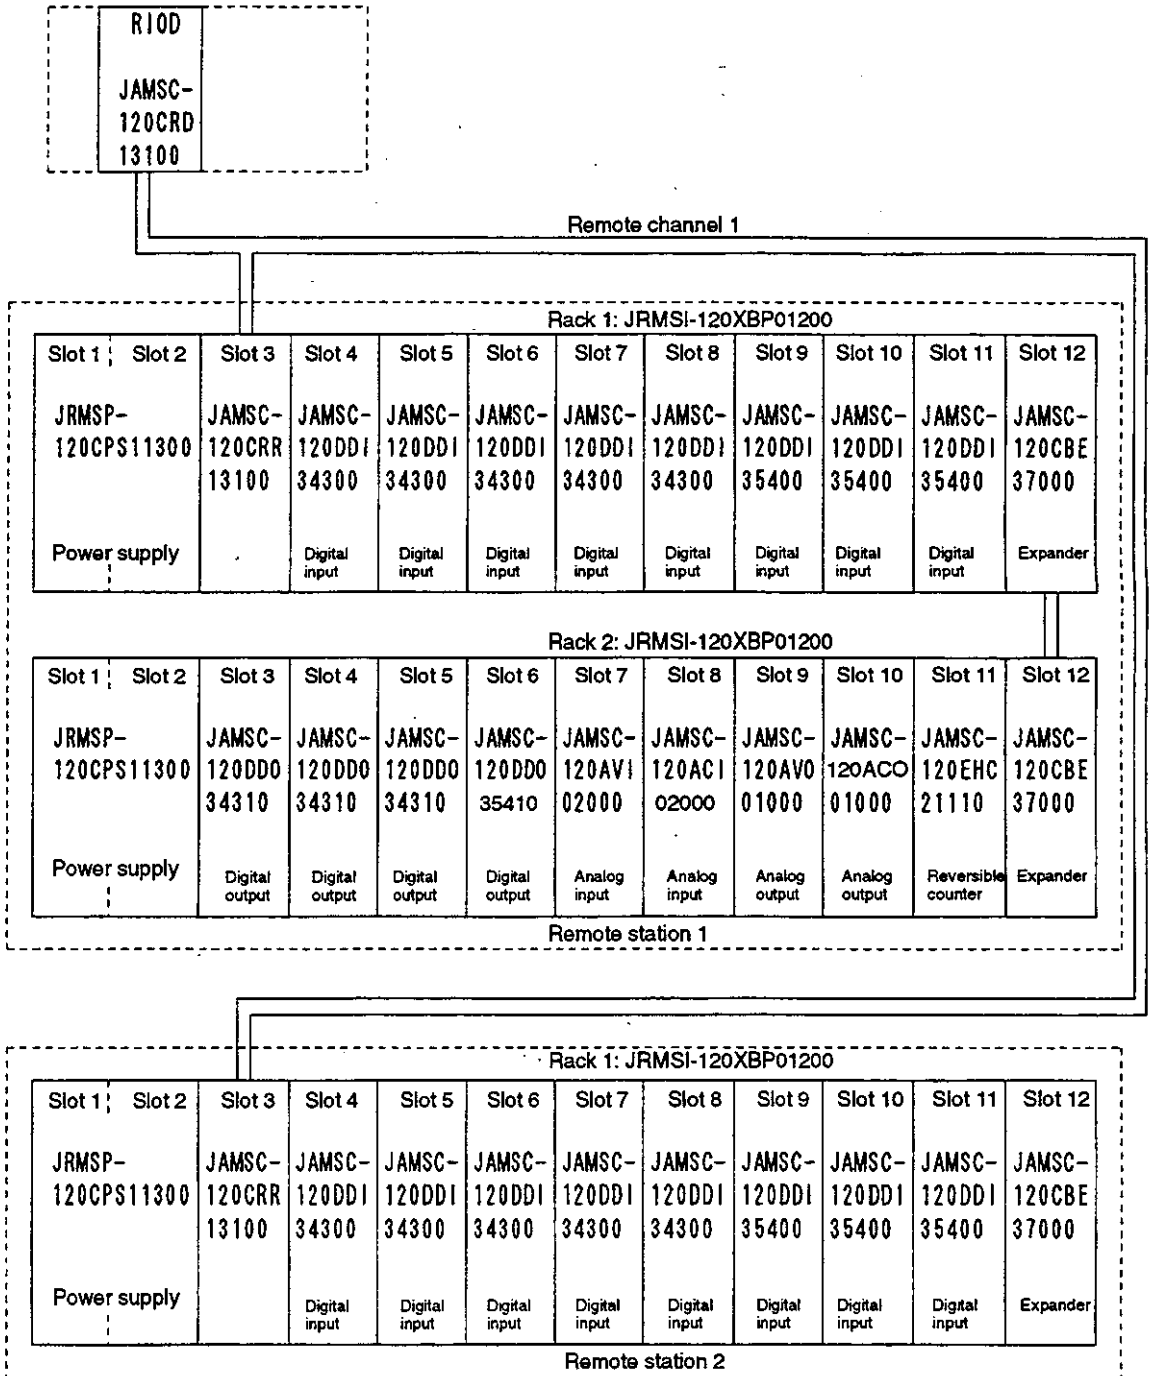 RIOD
JAMSC-
120CRD
13100
Remote channel 1
Rack 1: JRMSI-120XBP01200
Slot 1 Slot 2 Slot 3 Slot 4 Slot 5 Slot 6 Slot 7 Slot 8 Slot 9 Slot 10 Slot 11 Slot 12
JRMSP- JAMSC- JAMSC- JAMSC- JAMSC- JAMSC- JAMSC- JAMSC- JAMSC- JAMSC- JAMSC-
120CPS11300 120CRR 120DDI 120DDI 120DDI 120DDI 120DDI 120DDI 120DDI 120DDI 120CBE
13100 34300 34300 34300 34300 34300 35400 35400 35400 37000
Power supply Digital Digital Digital Digital Digital Digital Digital Digital Expander
input input input input input input input input
Rack 2: JRMSI-120XBP01200
Slot 1 Slot 2 Slot 3 Slot 4 Slot 5 Slot 6 Slot 7 Slot 8 Slot 9 Slot 10 Slot 11 Slot 12
JRMSP- JAMSC- JAMSC- JAMSC- JAMSC- JAMSC- JAMSC- JAMSC- JAMSC- JAMSC- JAMSC-
120CPS11300 120DDO 120DDO 120DDO 120DDO 120AVI 120ACI 120AVO 120ACO 120EHC 120CBE
34310 34310 34310 35410 02000 02000 01000 01000 21110 37000
Power supply Digital Digital Digital Digital Analog Analog Analog Analog Reversible Expander
output output output output input input output output counter
Remote station 1
Rack 1: JRMSI-120XBP01200
Slot 1 Slot 2 Slot 3 Slot 4 Slot 5 Slot 6 Slot 7 Slot 8 Slot 9 Slot 10 Slot 11 Slot 12
JRMSP- JAMSC- JAMSC- JAMSC- JAMSC- JAMSC- JAMSC- JAMSC- JAMSC- JAMSC- JAMSC-
120CPS11300 120CRR 120DDI 120DDI 120DDI 120DDI 120DDI 120DDI 120DDI 120DDI 120CBE
13100 34300 34300 34300 34300 34300 35400 35400 35400 37000
Power supply Digital Digital Digital Digital Digital Digital Digital Digital Expander
input input input input input input input input
Remote station 2